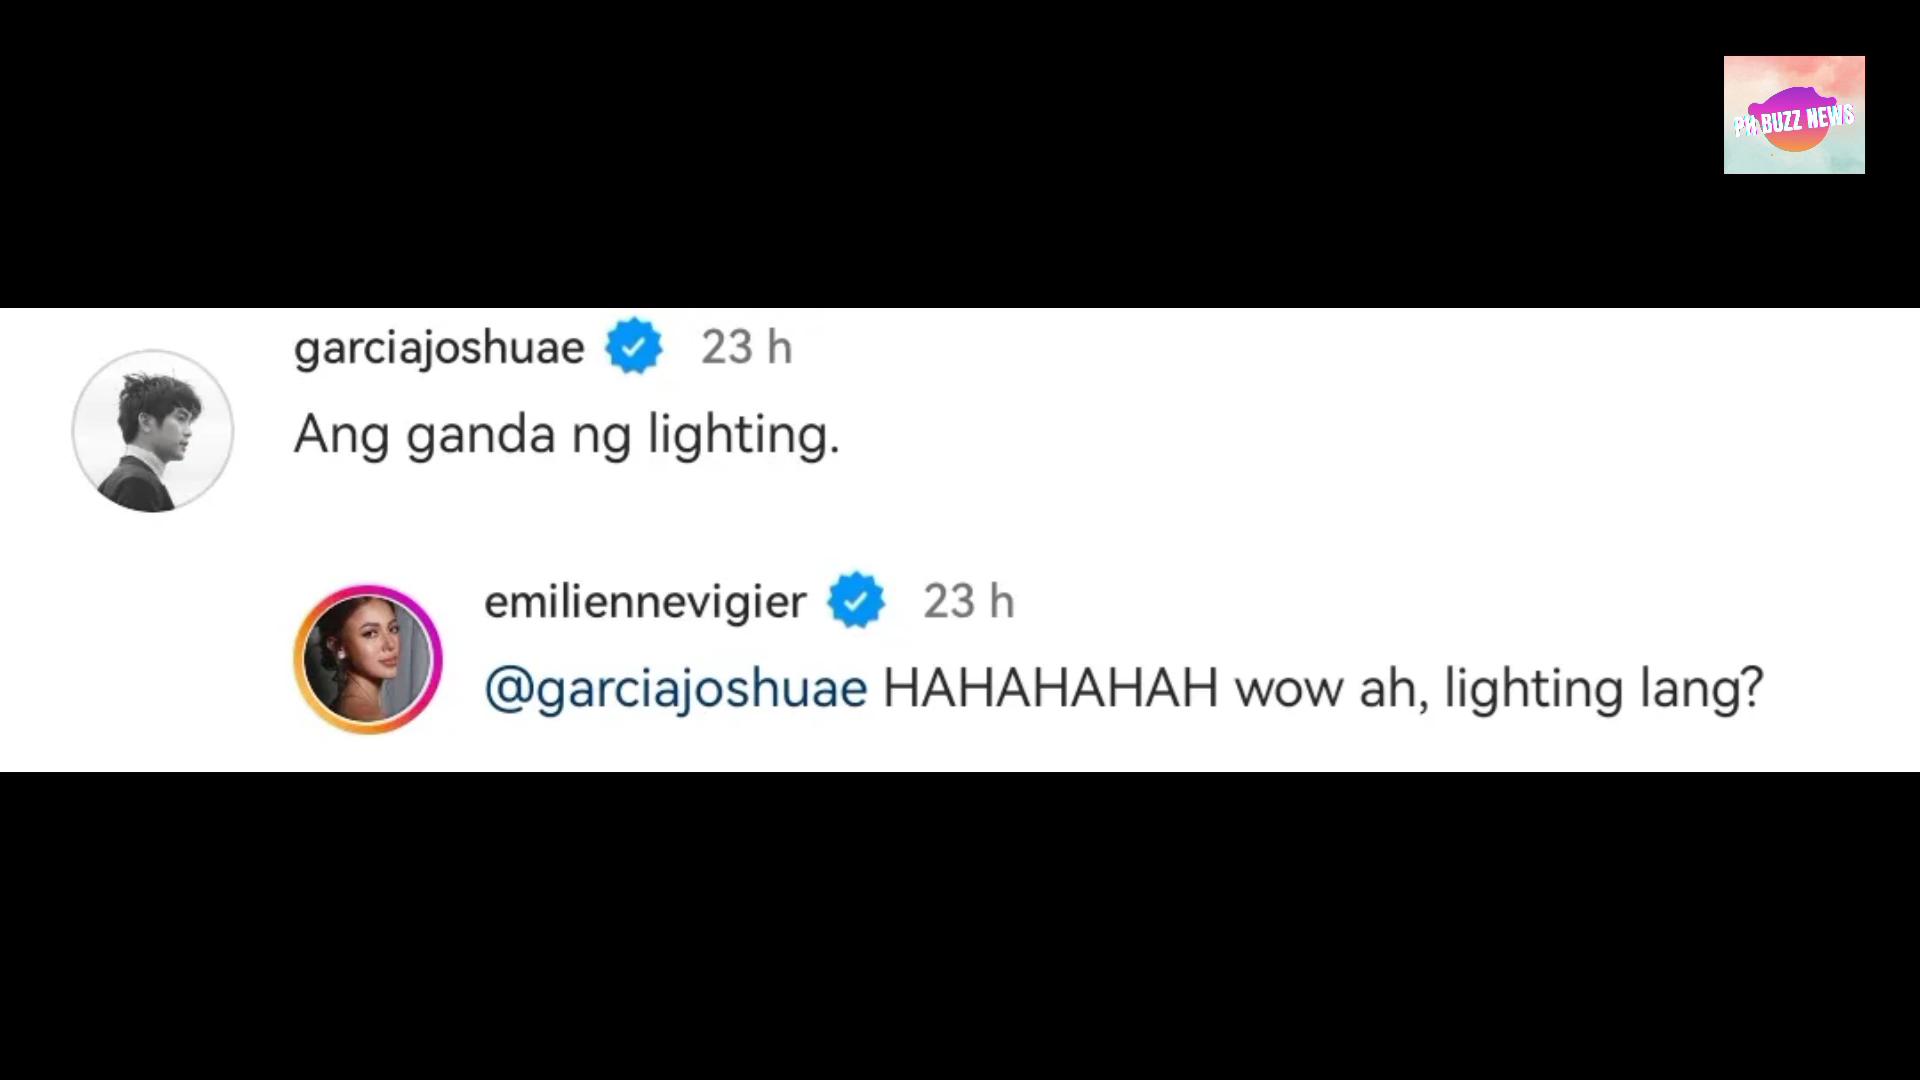 PH BUZZ NEWS
garciajoshuae 23 h
Ang ganda ng lighting.
emiliennevigier 23 h
@garciajoshuae HAHAHAHAH wow ah, lighting lang?